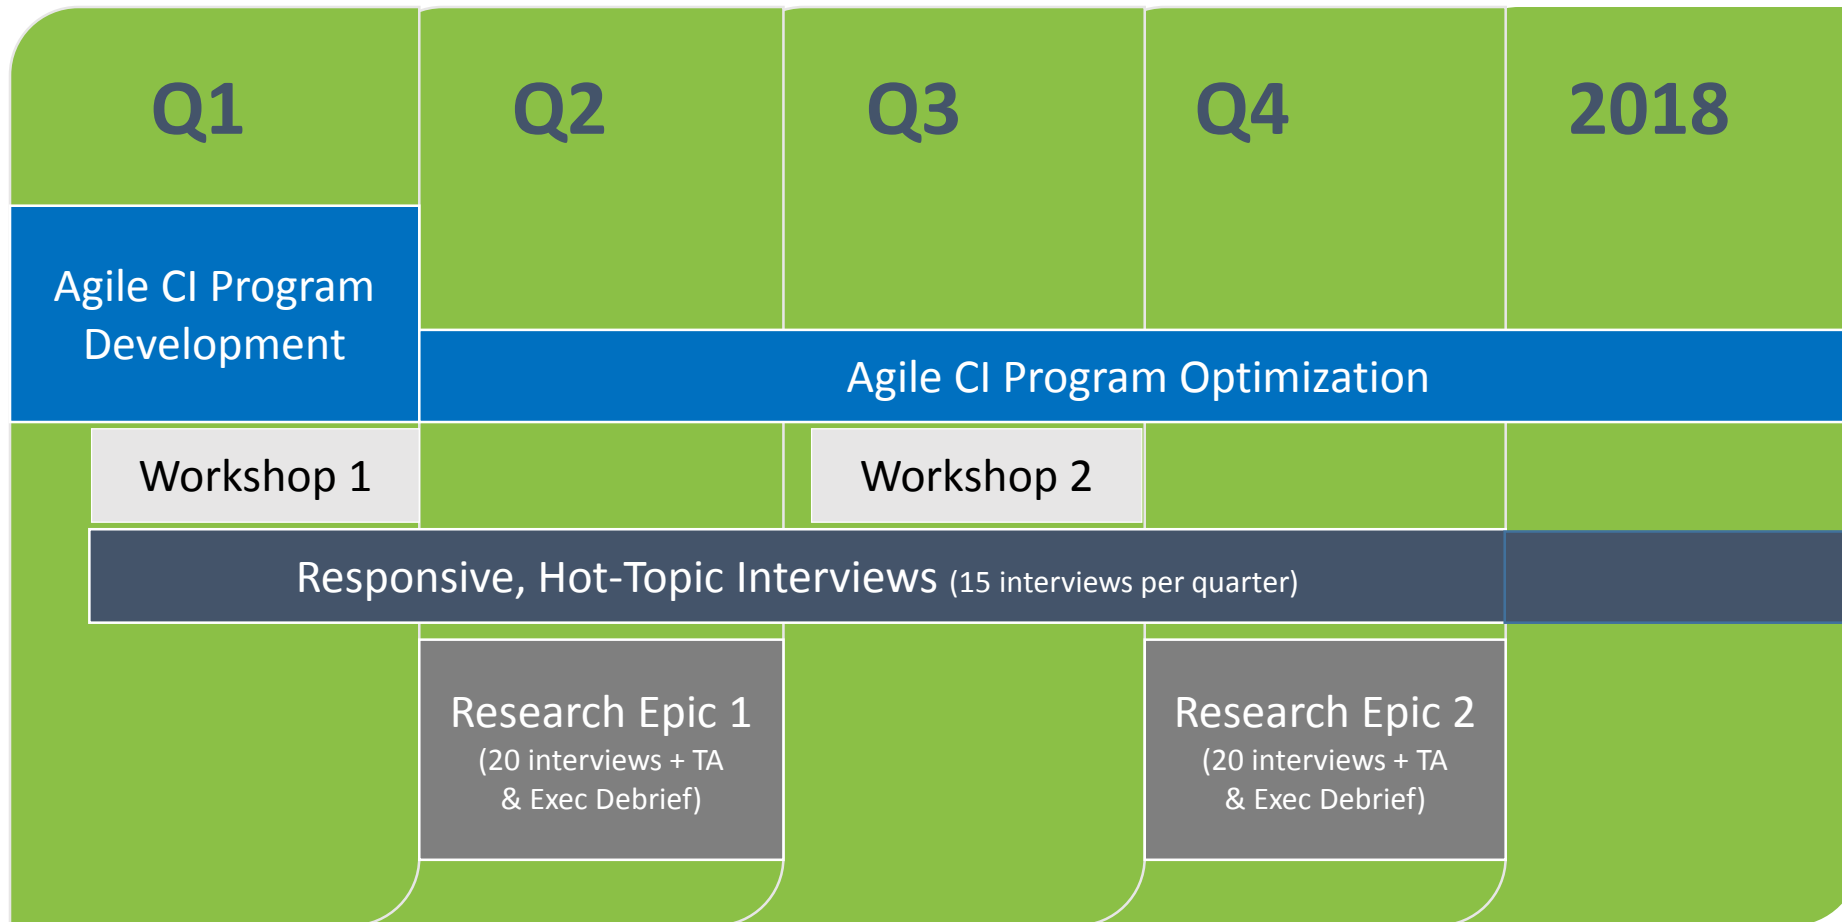 Q1
Q2
Q3
Q4
2018
Agile CI Program
Development
Agile CI Program Optimization
Workshop 1
Workshop 2
Responsive, Hot-Topic Interviews (15 interviews per quarter)
Research Epic 1
(20 interviews + TA
& Exec Debrief)
Research Epic 2
(20 interviews + TA
& Exec Debrief)